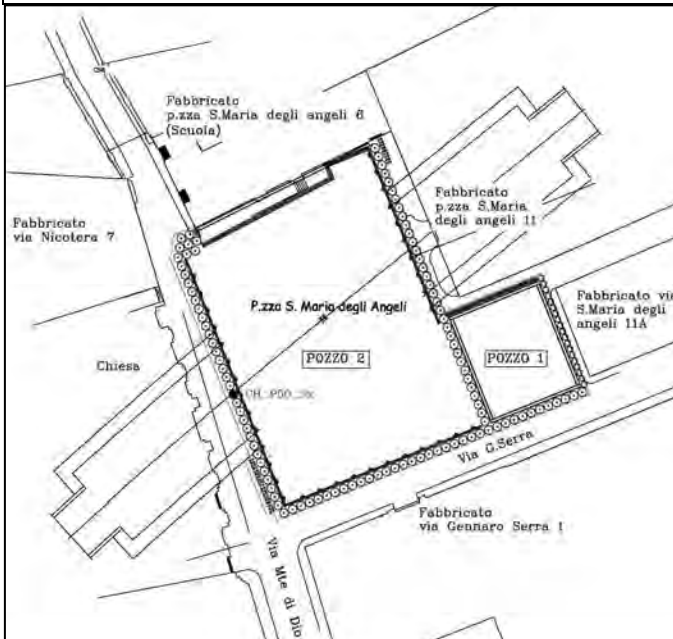 Fabbricato
p.zza S.Maria degli angeli 6
(Scuola)
Fabbricato
via Nicotera 7
Fabbricato
p.zza S.Maria
degli angeli 11
P.zza S. Maria degli Angeli
Fabbricato via
S.Maria degli
angeli 11A
Chiesa
POZZO 2
POZZO 1
Via G.Serra
Fabbricato
via Gennaro Serra 1
Via Mte di Dio